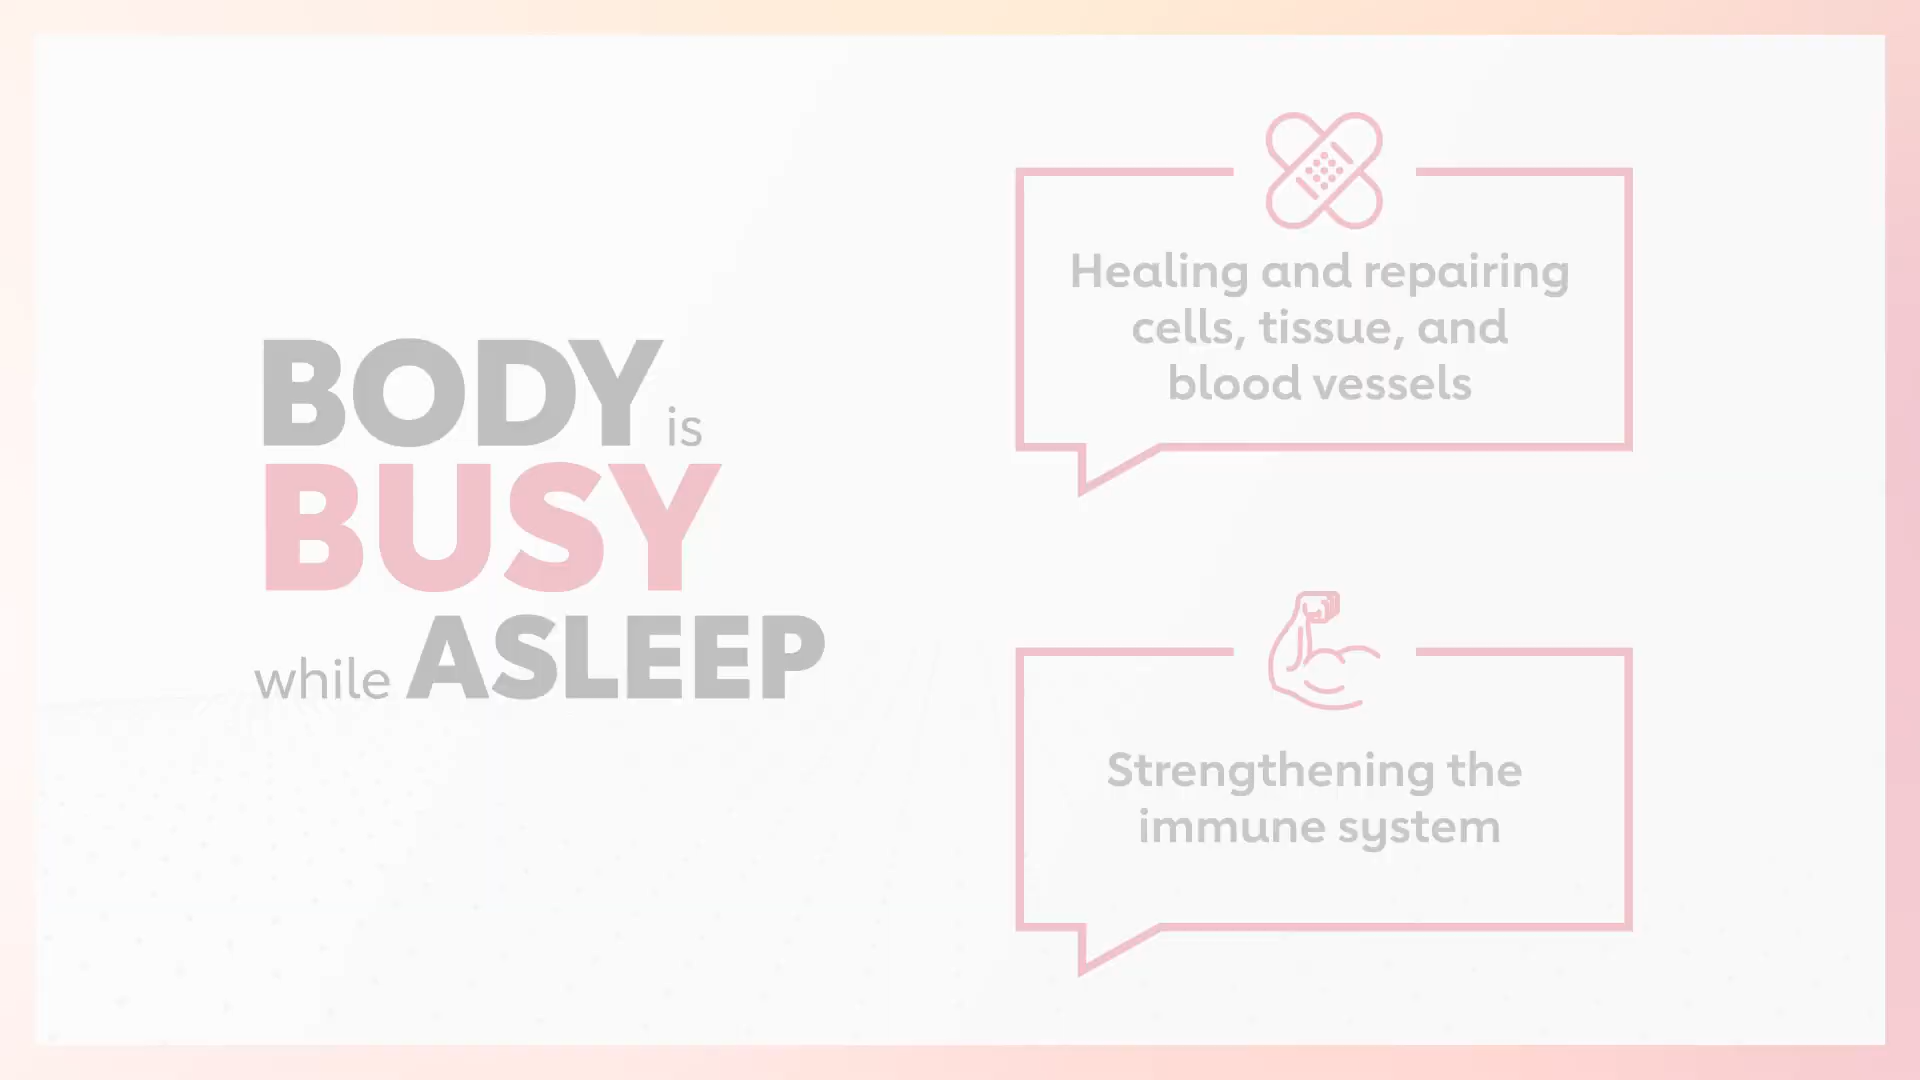 BODY is
BUSY
while ASLEEP
Healing and repairing
cells, tissue, and
blood vessels
Strengthening the
immune system